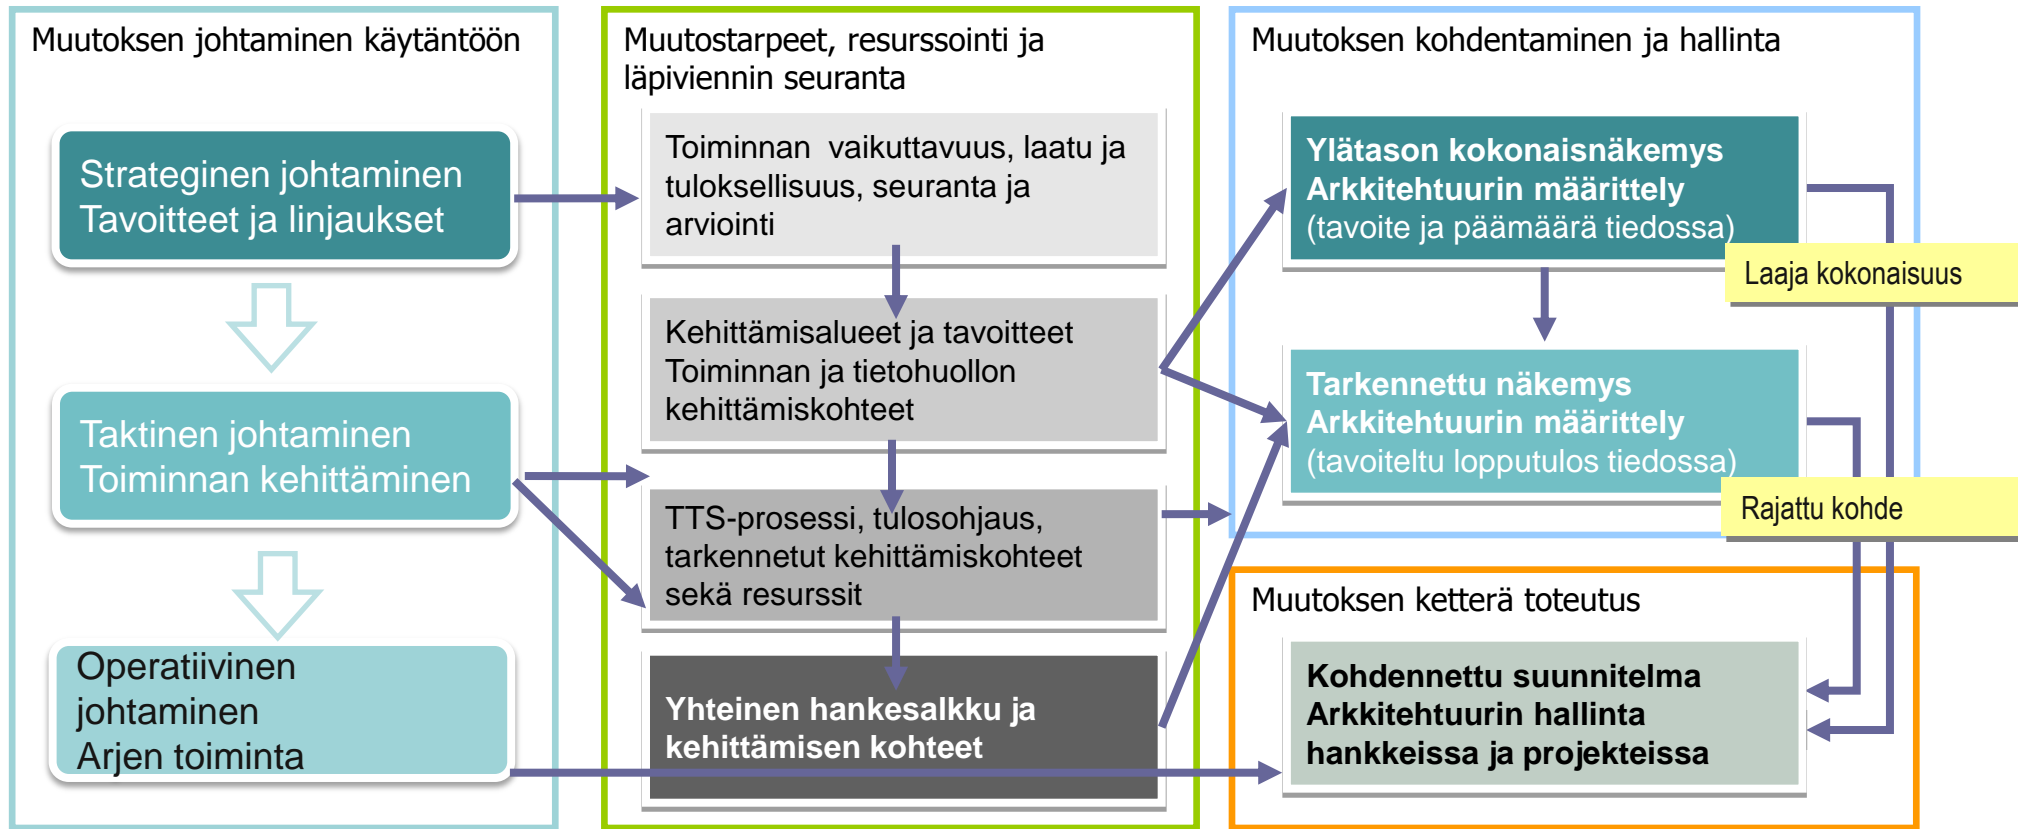 Muutoksen johtaminen käytäntöön
Strateginen johtaminen
Tavoitteet ja linjaukset
Taktinen johtaminen
Toiminnan kehittäminen
Operatiivinen
johtaminen
Arjen toiminta
Muutostarpeet, resurssointi ja
läpiviennin seuranta
Toiminnan vaikuttavuus, laatu ja
tuloksellisuus, seuranta ja
arviointi
Kehittämisalueet ja tavoitteet
Toiminnan ja tietohuollon
kehittämiskohteet
TTS-prosessi, tulosohjaus,
tarkennetut kehittämiskohteet
sekä resurssit
Yhteinen hankesalkku ja
kehittämisen kohteet
Muutoksen kohdentaminen ja hallinta
Ylätason kokonaisnäkemys
Arkkitehtuurin määrittely
(tavoite ja päämäärä tiedossa)
Laaja kokonaisuus
Tarkennettu näkemys
Arkkitehtuurin määrittely
(tavoiteltu lopputulos tiedossa)
Rajattu kohde
Muutoksen ketterä toteutus
Kohdennettu suunnitelma
Arkkitehtuurin hallinta
hankkeissa ja projekteissa